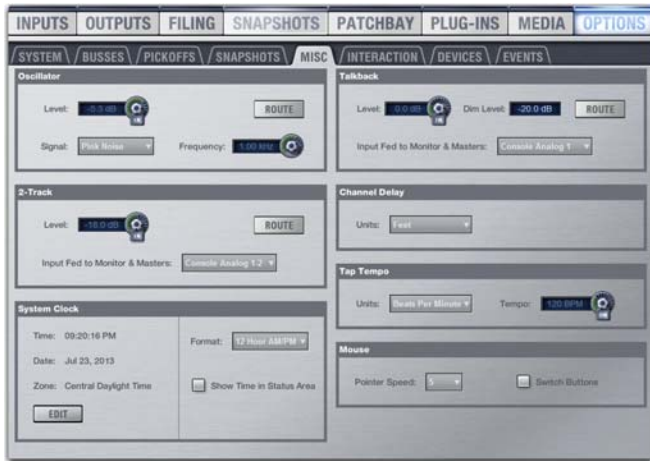 INPUTS OUTPUTS FILING SNAPSHOTS PATCHBAY PLUG-INS MEDIA OPTIONS
SYSTEM BUSSES PICKOFFS SNAPSHOTS MISC INTERACTION DEVICES EVENTS
Oscillator
Level: -5.3 dB ROUTE
Signal: Pink Noise Frequency: 1.00 kHz
2-Track
Level: -18.0 dB ROUTE
Input Fed to Monitor & Masters: Console Analog 1-2
System Clock
Time: 09:20:16 PM
Date: Jul 23, 2013
Zone: Central Daylight Time
EDIT
Format: 12 Hour AM/PM
Show Time in Status Area
Talkback
Level: 0.0 dB Dim Level: -20.0 dB ROUTE
Input Fed to Monitor & Masters: Console Analog 1
Channel Delay
Units: Feet
Tap Tempo
Units: Beats Per Minute Tempo: 120 BPM
Mouse
Pointer Speed: 5 Switch Buttons